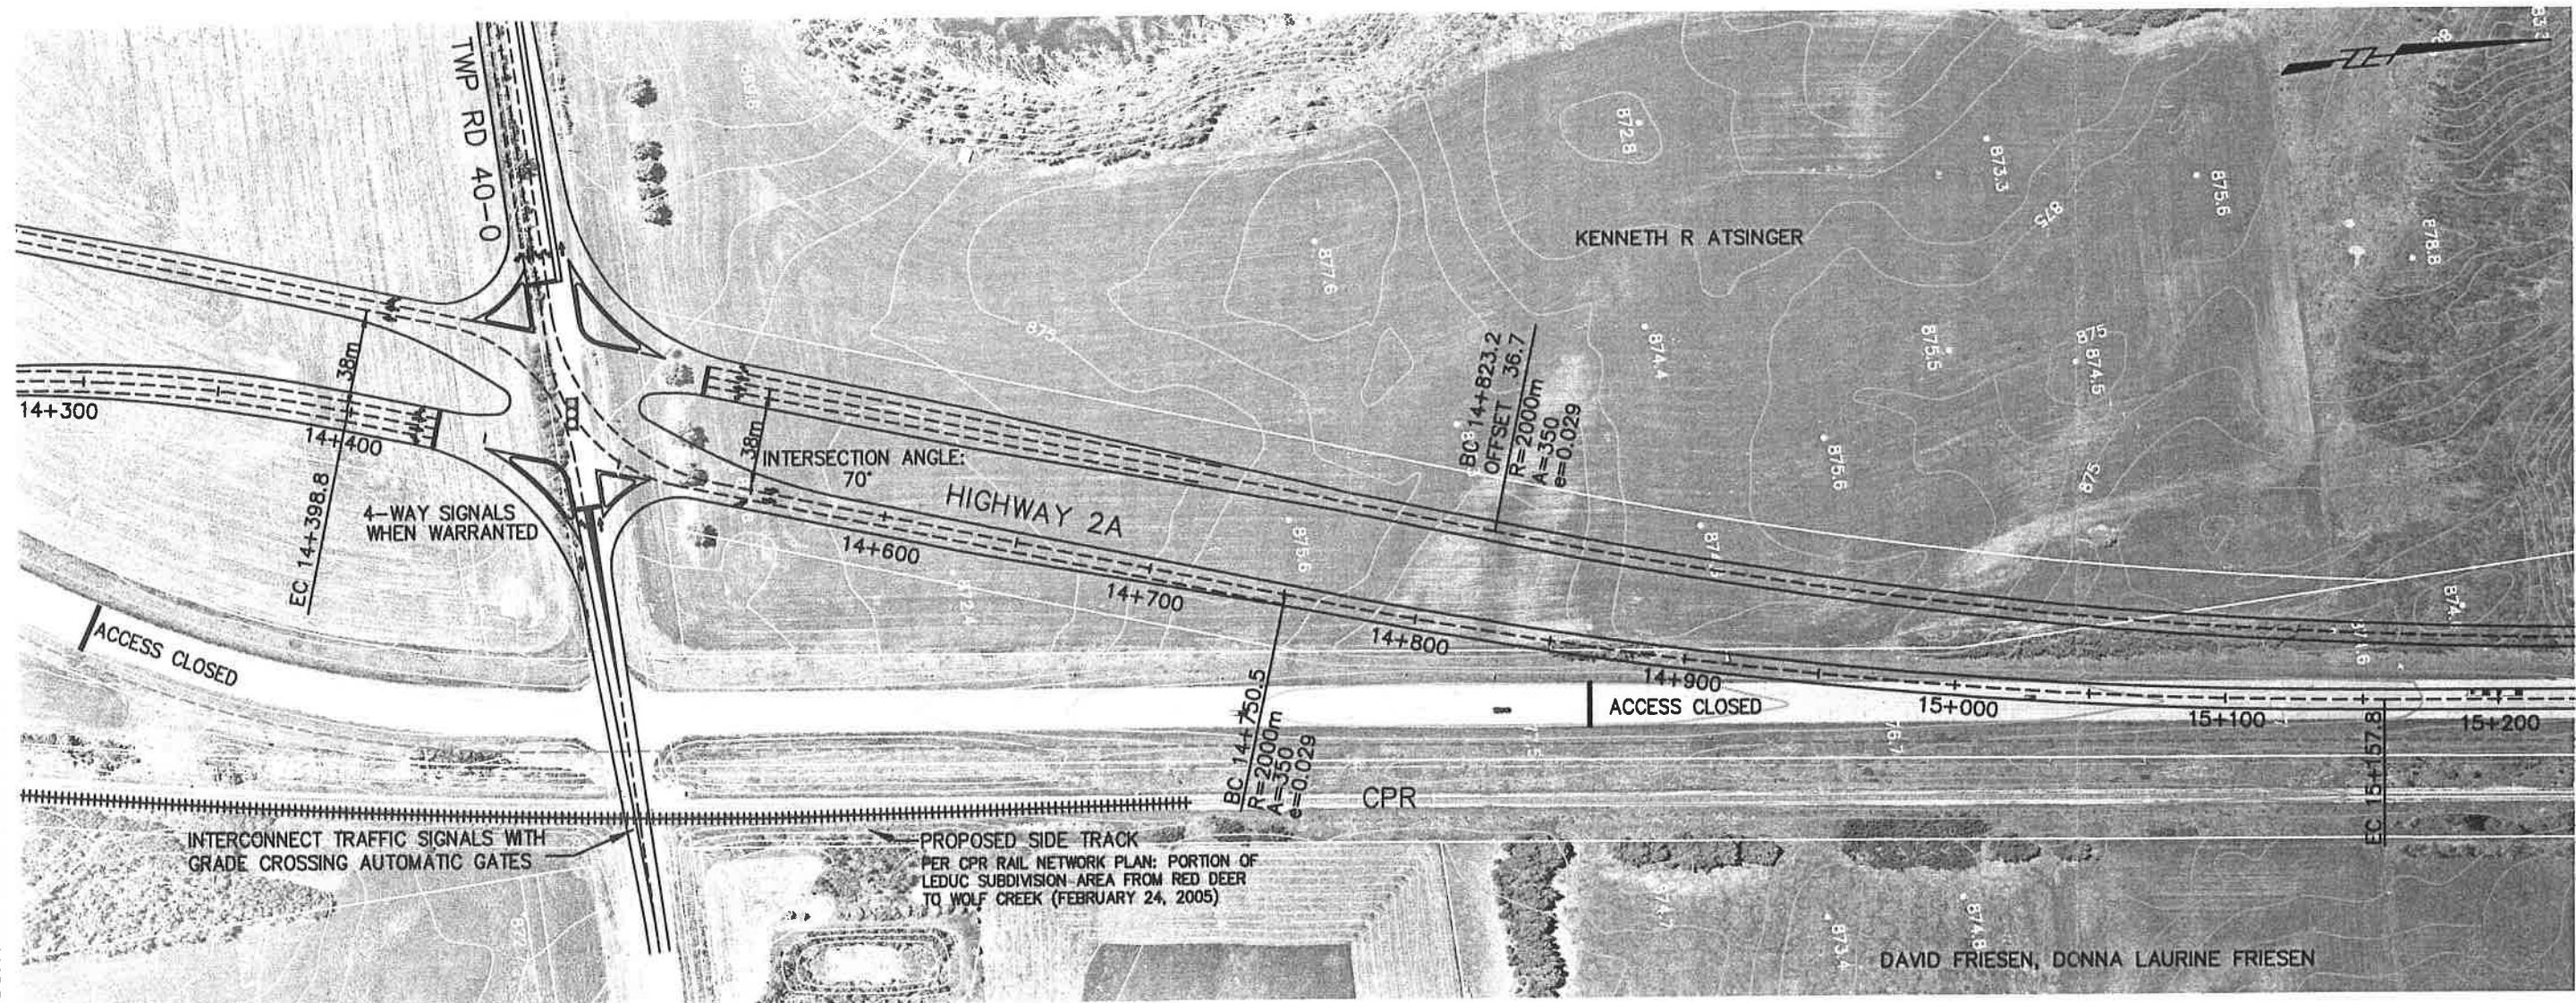 TWP RD 40-0
14+300
38m
14+400
EC 14+398.8
4-WAY SIGNALS
WHEN WARRANTED
ACCESS CLOSED
38m
INTERSECTION ANGLE:
70°
HIGHWAY 2A
14+600
14+700
14+800
14+900
15+000
15+100
15+200
BC 14+823.2
OFFSET 36.7
R=2000m
A=350
e=0.029
BC 14+750.5
R=2000m
A=350
e=0.029
EC 15+157.8
ACCESS CLOSED
KENNETH R ATSINGER
CPR
INTERCONNECT TRAFFIC SIGNALS WITH
GRADE CROSSING AUTOMATIC GATES
PROPOSED SIDE TRACK
PER CPR RAIL NETWORK PLAN: PORTION OF
LEDUC SUBDIVISION AREA FROM RED DEER
TO WOLF CREEK (FEBRUARY 24, 2005)
DAVID FRIESEN, DONNA LAURINE FRIESEN
872.8
873.3
875.6
875
878.8
877.6
875
874.4
875.5
875
874.5
875.6
875
875.6
872.4
874.7
873.4
874.8